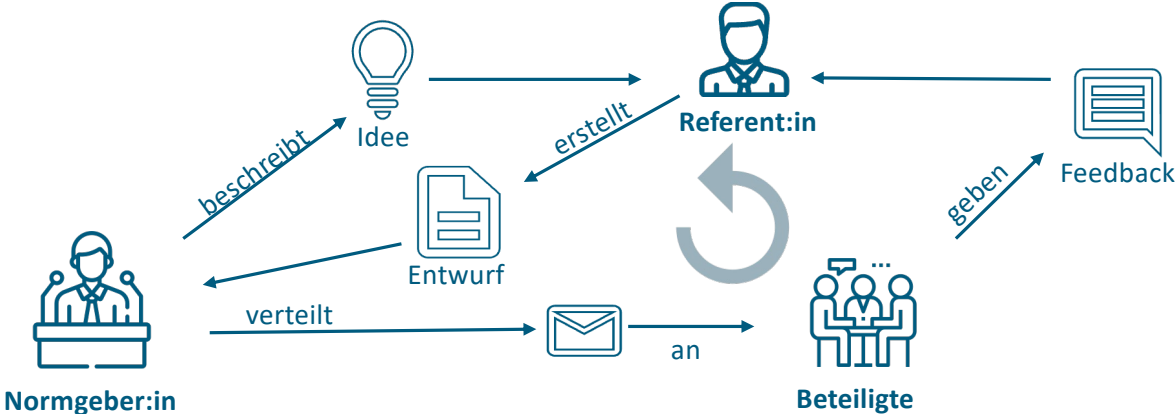 Idee
Referent:in
erstellt
beschreibt
Feedback
geben
Entwurf
...
verteilt
an
Normgeber:in
Beteiligte